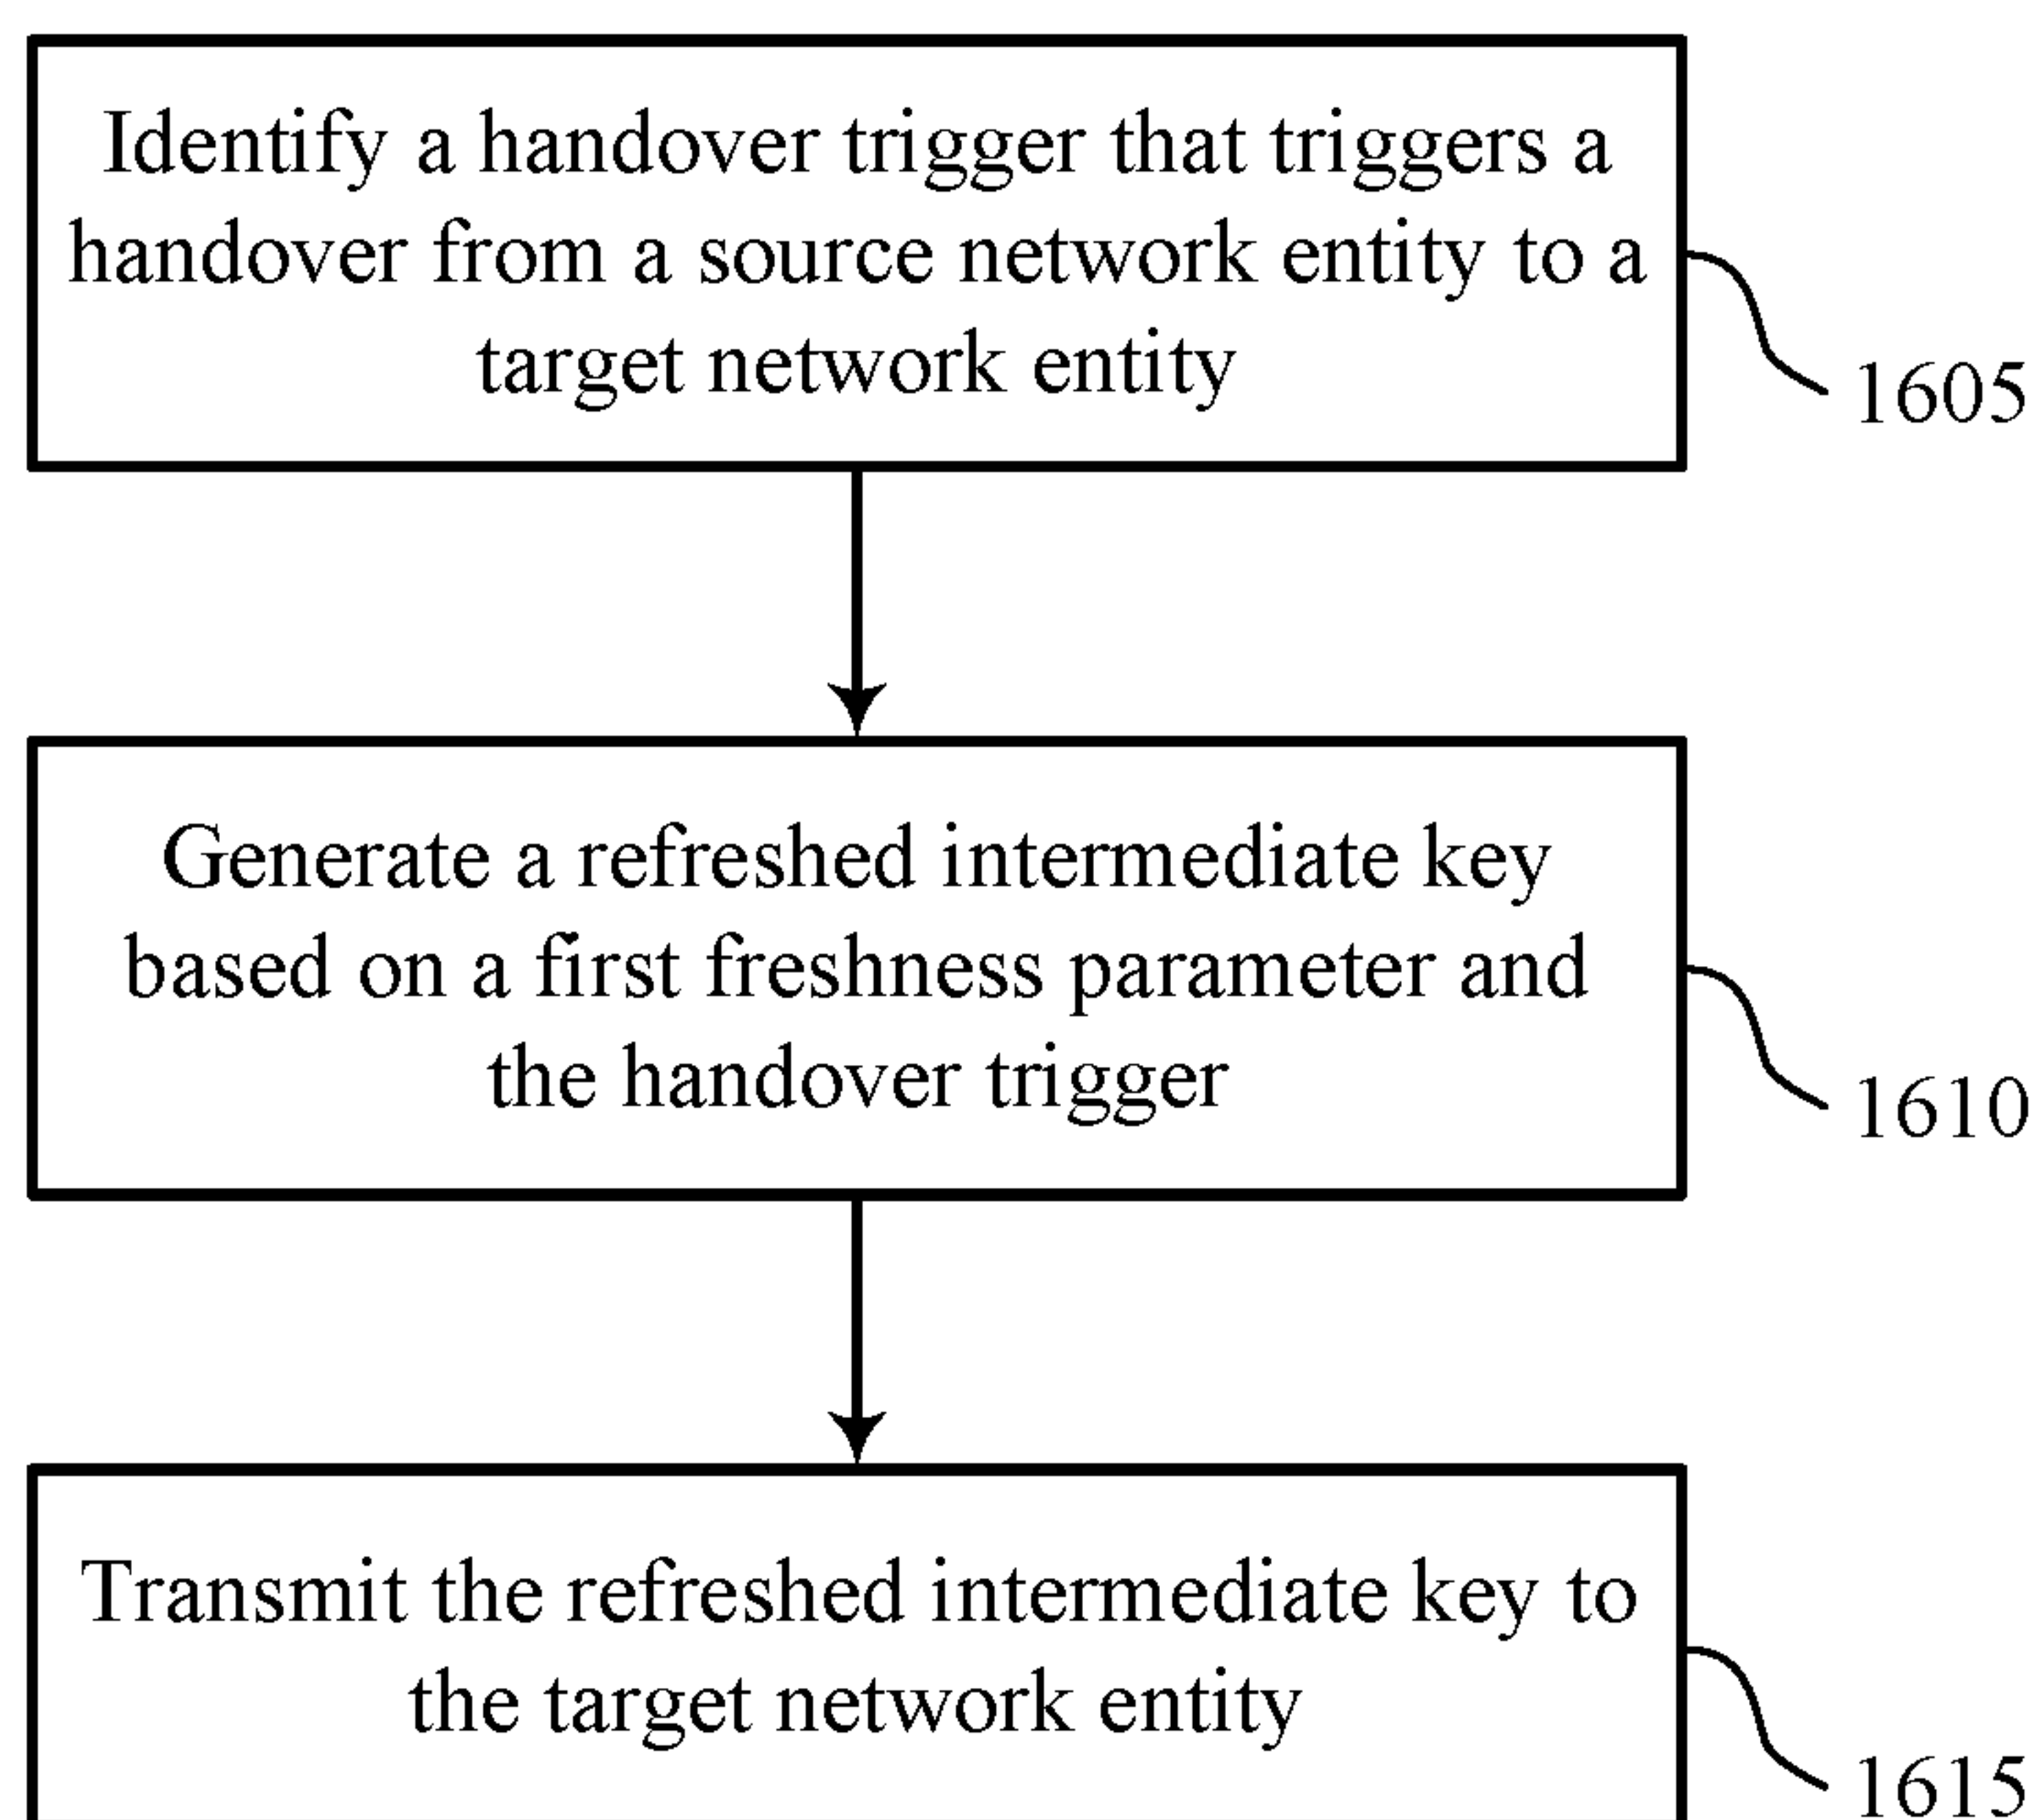 Identify a handover trigger that triggers a
handover from a source network entity to a
target network entity
1605
Generate a refreshed intermediate key
based on a first freshness parameter and
the handover trigger
1610
Transmit the refreshed intermediate key to
the target network entity
1615